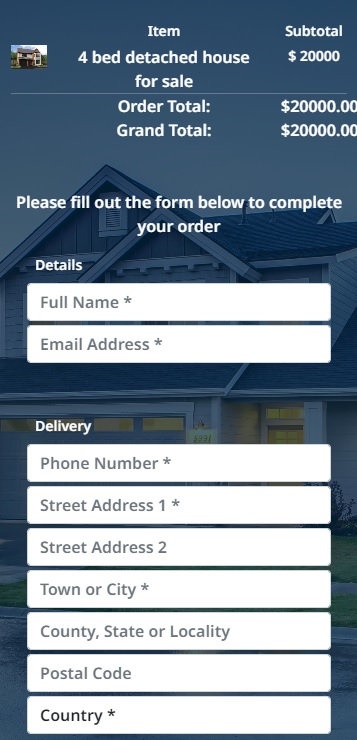 Item Subtotal
4 bed detached house $ 20000
for sale
Order Total: $20000.00
Grand Total: $20000.00
Please fill out the form below to complete
your order
Details
Full Name *
Email Address *
Delivery
Phone Number *
Street Address 1 *
Street Address 2
Town or City *
County, State or Locality
Postal Code
Country *